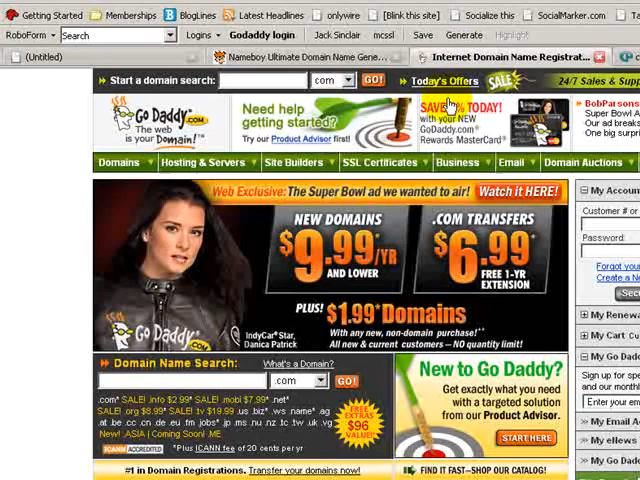 Getting Started
Memberships
BlogLines
Latest Headlines
onlywire
[Blink this site]
Socialize this
SocialMarker.com
Twitter
RoboForm
Search
Logins
Godaddy login
Jack Sinclair
mcssl
Save
Generate
Highlight
(Untitled)
Nameboy Ultimate Domain Name Gene...
Internet Domain Name Registrat...
Start a domain search:
com
GO!
Today's Offers
SALE
24/7 Sales &
Go Daddy.COM
The web is
your Domain!
Need help
getting started?
Try our Product Advisor first!
TODAY!
with your NEW
GoDaddy.com®
Rewards MasterCard®
BobParsons
Super Bowl A
Our ad breaks
One big surpri
Domains
Hosting & Servers
Site Builders
SSL Certificates
Business
Email
Domain Auctions
Web Exclusive: The Super Bowl ad we wanted to air!
Watch it HERE!
NEW DOMAINS
$9.99*/YR
AND LOWER
.COM TRANSFERS
$6.99*
FREE 1-YR
EXTENSION
PLUS! $1.99* Domains
With any new, non-domain purchase!**
All new & current customers—NO quantity limit!
Go Daddy.COM
IndyCar® Star,
Danica Patrick
My Accoun
Customer # or
Password:
Forgot your
Create a Ne
Secu
My Renewa
My Cart
My Go Dad
Sign up for spe
and our month
Enter your em
My Email A
My eNews
My Go Dad
Domain Name Search:
What's a Domain?
.com
GO!
.com* SALE! .info $2.99* SALE! .mobi $7.99* .net*
SALE! .org $8.99* SALE! .tv $19.99 .us .biz* .ws .name* .ag
.at .be .cc .cn .de .eu .fm .jobs* .jp .ms .nu .nz .tc .tw .uk .vg
New! .ASIA | Coming Soon! .ME
FREE
EXTRAS
$96
VALUE!
ICANN ACCREDITED
*Plus ICANN fee of 20 cents per yr
New to Go Daddy?
Get exactly what you need
with a targeted solution
from our Product Advisor.
START HERE
#1 in Domain Registrations. Transfer your domains now!
FIND IT FAST—SHOP OUR CATALOG!